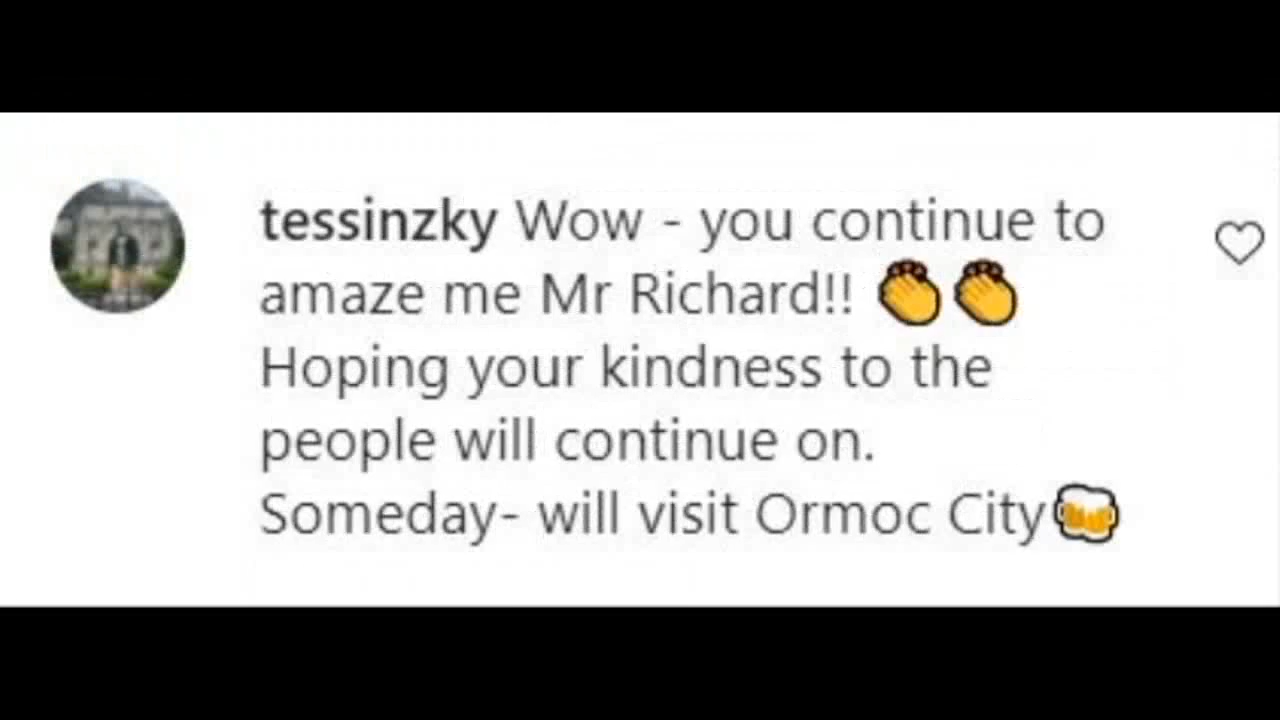 tessinzky Wow - you continue to
amaze me Mr Richard!! 👏👏
Hoping your kindness to the
people will continue on.
Someday- will visit Ormoc City🍻